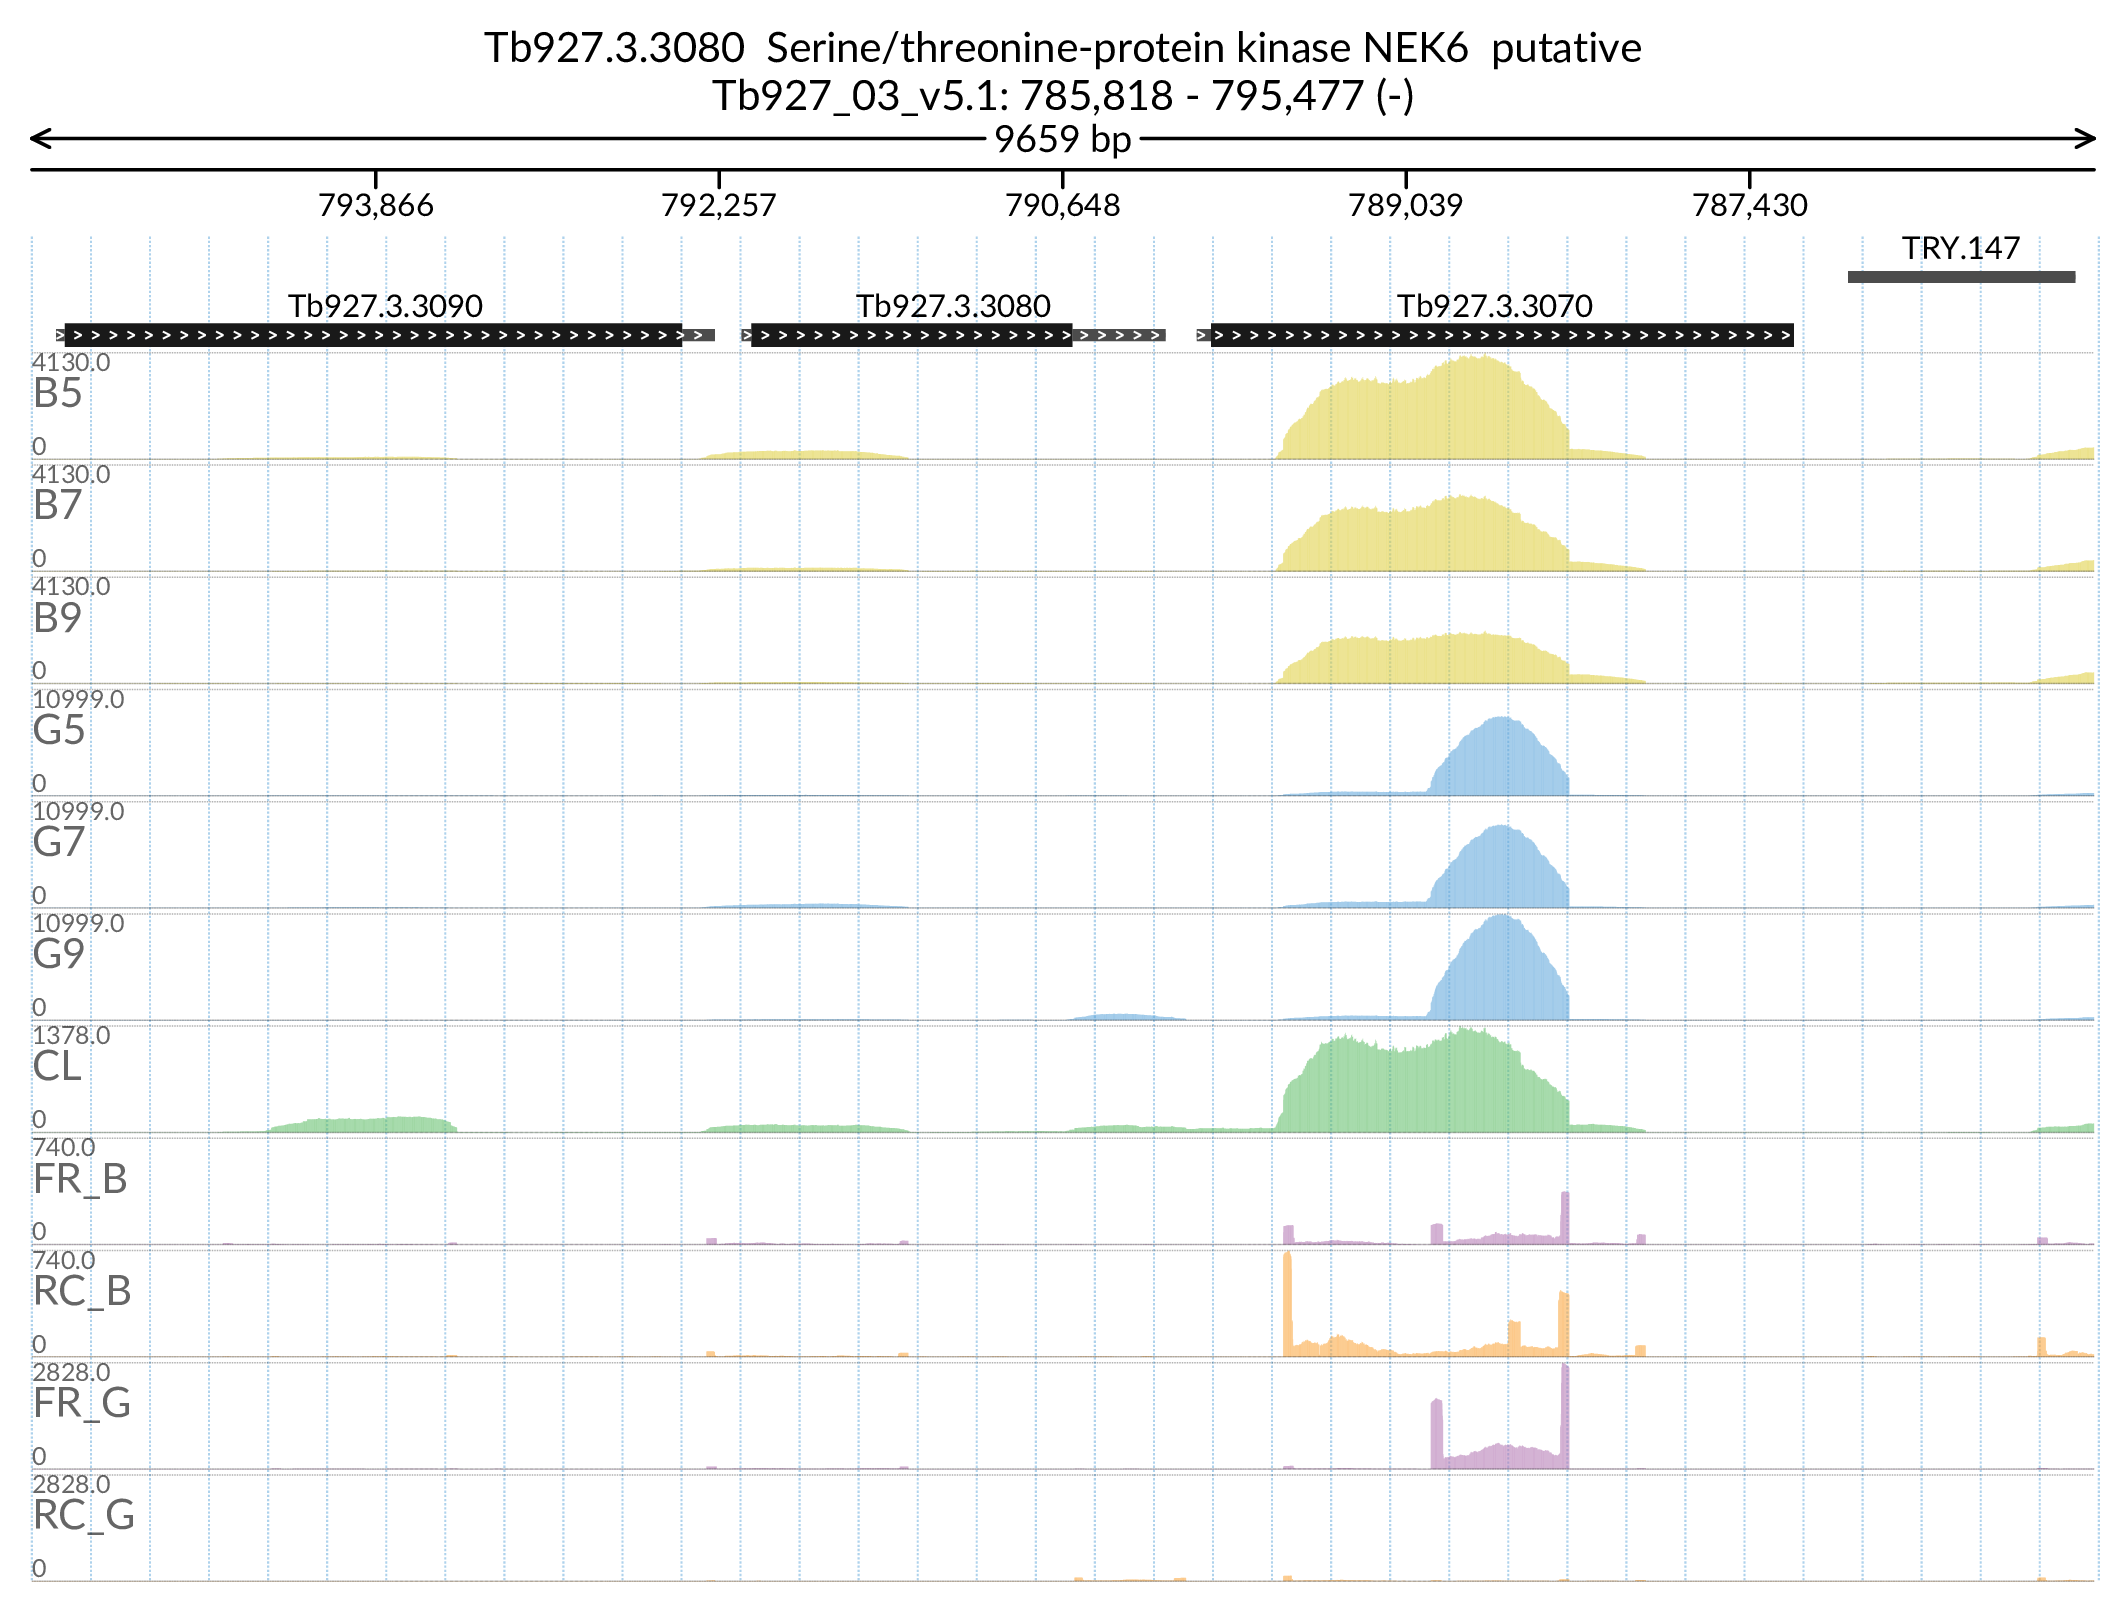 Tb927.3.3080 Serine/threonine-protein kinase NEK6 putative
Tb927_03_v5.1: 785,818 - 795,477 (-)
9659 bp
793,866 792,257 790,648 789,039 787,430
TRY.147
Tb927.3.3090 Tb927.3.3080 Tb927.3.3070
4130.0
B5
0
4130.0
B7
0
4130.0
B9
0
10999.0
G5
0
10999.0
G7
0
10999.0
G9
0
1378.0
CL
0
740.0
FR_B
0
740.0
RC_B
0
2828.0
FR_G
0
2828.0
RC_G
0